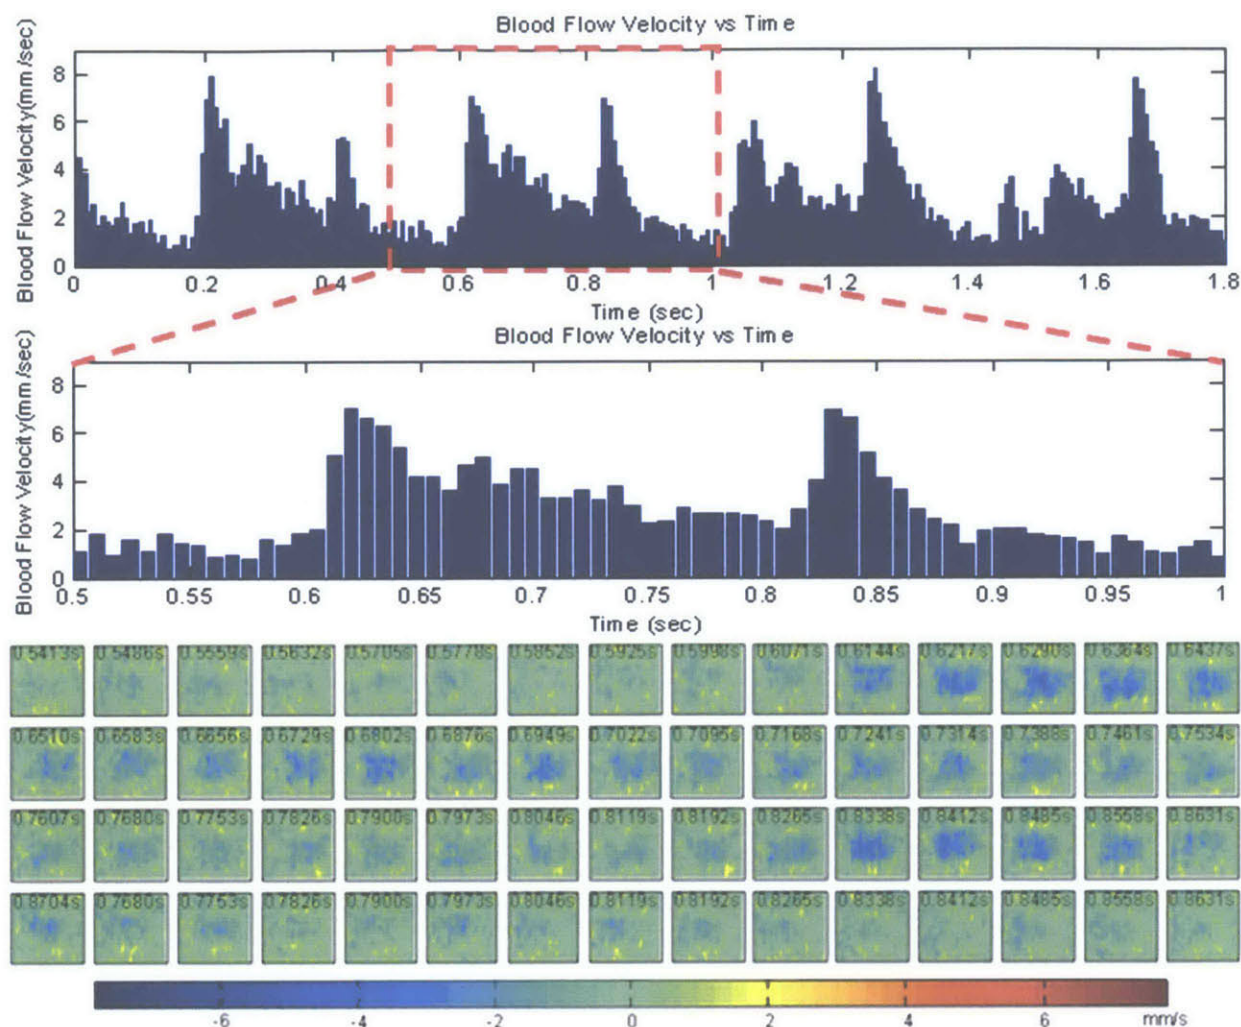 Blood Flow Velocity vs Time
Blood Flow Velocity(mm/sec)
8
6
4
2
0
0 0.2 0.4 0.6 0.8 1 1.2 1.4 1.6 1.8
Time (sec)
Blood Flow Velocity vs Time
Blood Flow Velocity(mm/sec)
8
6
4
2
0
0.5 0.55 0.6 0.65 0.7 0.75 0.8 0.85 0.9 0.95 1
Time (sec)
0.5413s 0.5486s 0.5559s 0.5632s 0.5705s 0.5778s 0.5852s 0.5925s 0.5998s 0.6071s 0.6144s 0.6217s 0.6290s 0.6364s 0.6437s
0.6510s 0.6583s 0.6656s 0.6729s 0.6802s 0.6876s 0.6949s 0.7022s 0.7095s 0.7168s 0.7241s 0.7314s 0.7388s 0.7461s 0.7534s
0.7607s 0.7680s 0.7753s 0.7826s 0.7900s 0.7973s 0.8046s 0.8119s 0.8192s 0.8265s 0.8338s 0.8412s 0.8485s 0.8558s 0.8631s
0.8704s 0.7680s 0.7753s 0.7826s 0.7900s 0.7973s 0.8046s 0.8119s 0.8192s 0.8265s 0.8338s 0.8412s 0.8485s 0.8558s 0.8631s
-6 -4 -2 0 2 4 6 mm/s